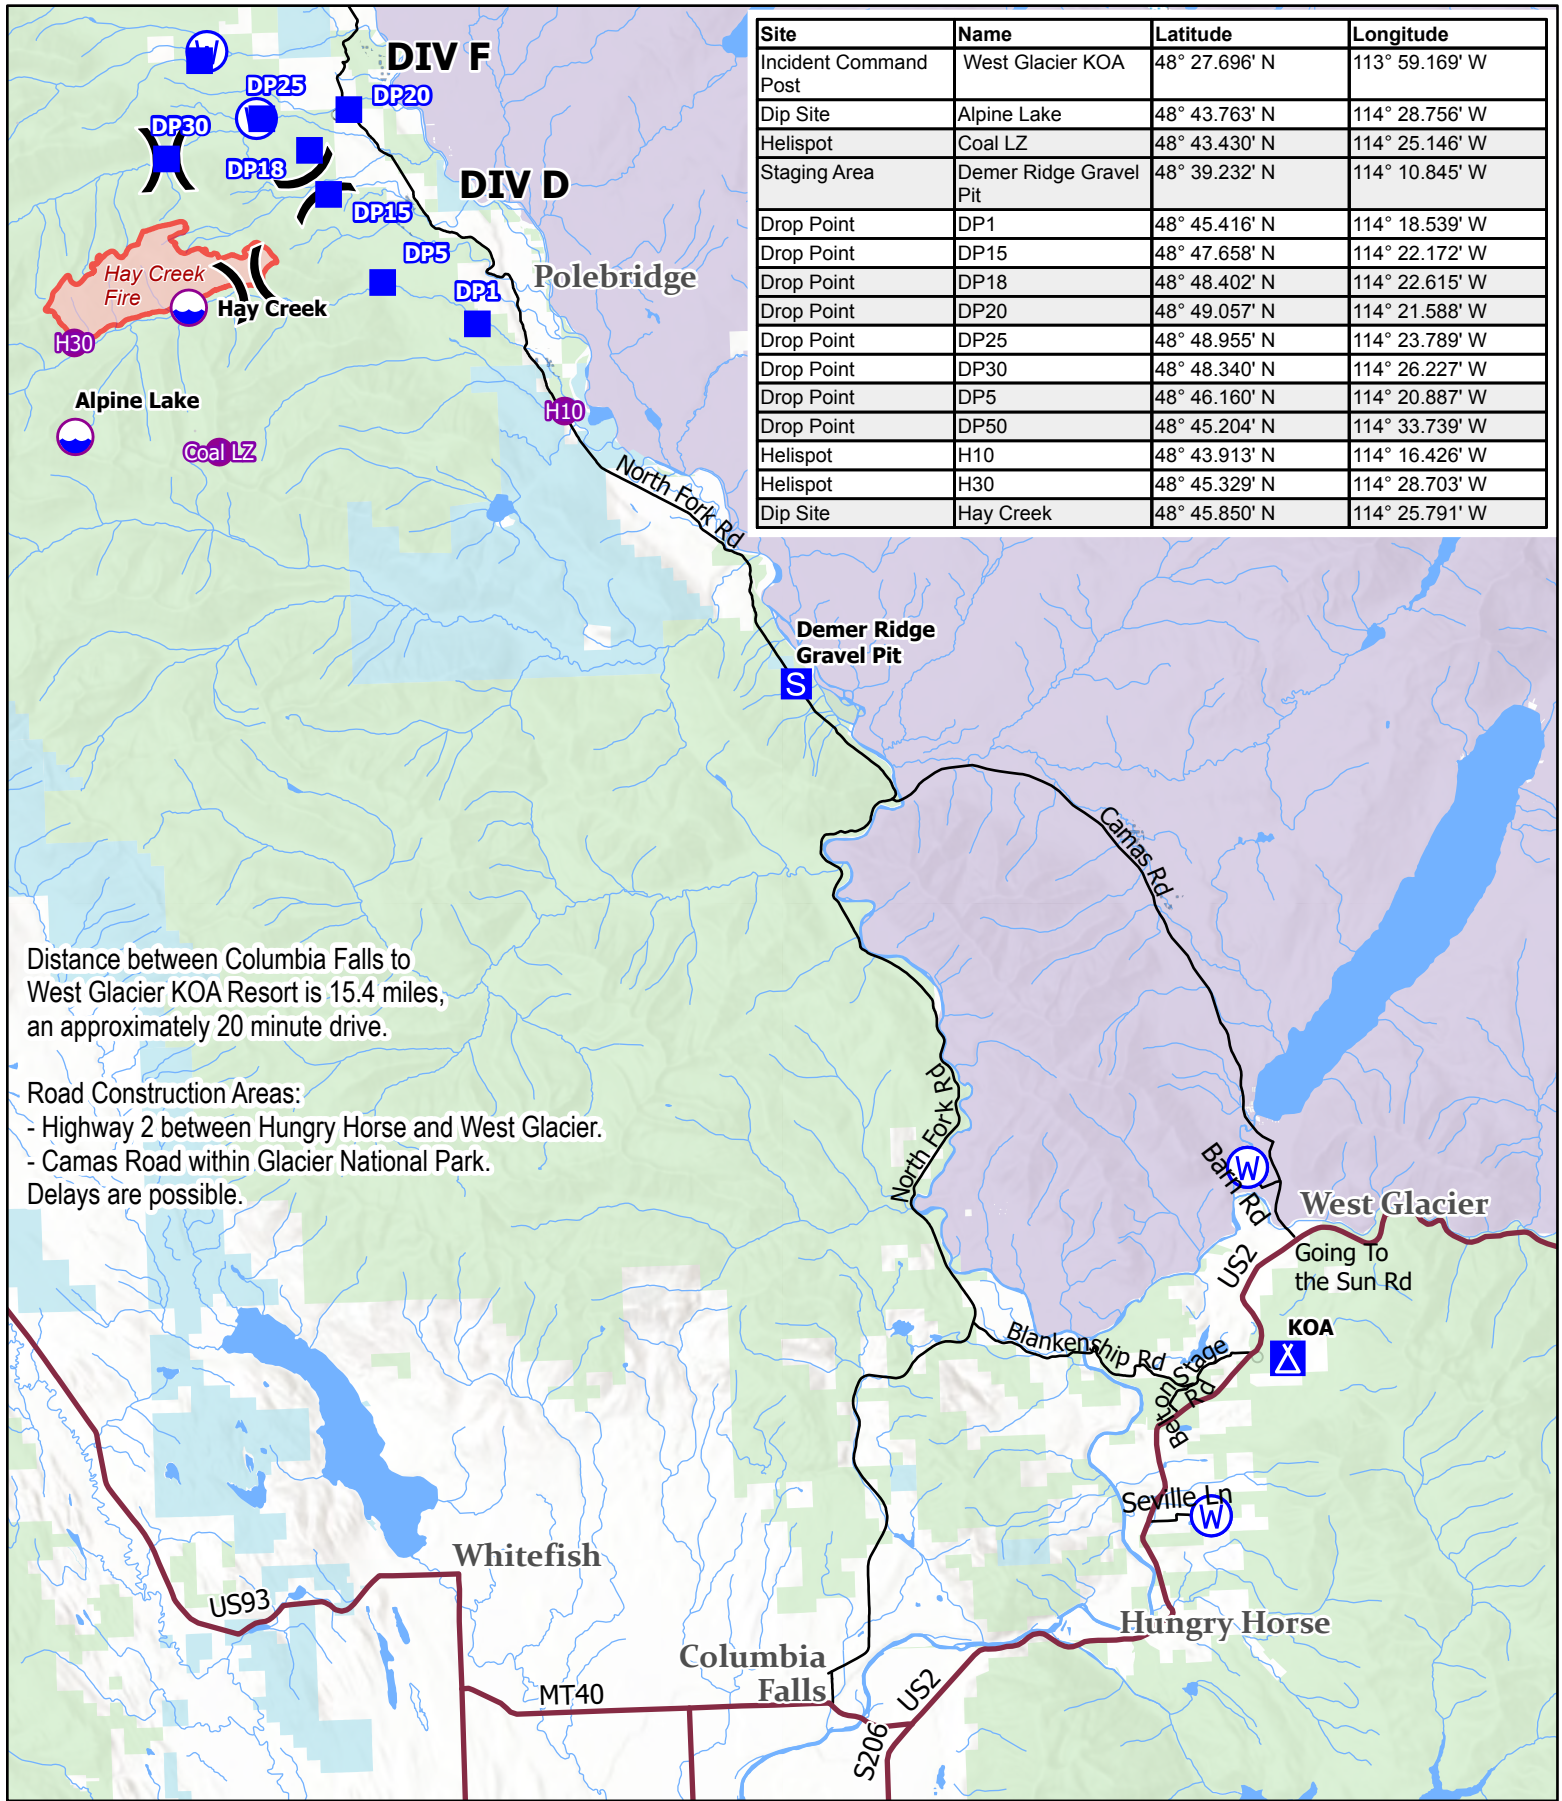 Site Name Latitude Longitude
Incident Command Post West Glacier KOA 48° 27.696' N 113° 59.169' W
Dip Site Alpine Lake 48° 43.763' N 114° 28.756' W
Helispot Coal LZ 48° 43.430' N 114° 25.146' W
Staging Area Demer Ridge Gravel Pit 48° 39.232' N 114° 10.845' W
Drop Point DP1 48° 45.416' N 114° 18.539' W
Drop Point DP15 48° 47.658' N 114° 22.172' W
Drop Point DP18 48° 48.402' N 114° 22.615' W
Drop Point DP20 48° 49.057' N 114° 21.588' W
Drop Point DP25 48° 48.955' N 114° 23.789' W
Drop Point DP30 48° 48.340' N 114° 26.227' W
Drop Point DP5 48° 46.160' N 114° 20.887' W
Drop Point DP50 48° 45.204' N 114° 33.739' W
Helispot H10 48° 43.913' N 114° 16.426' W
Helispot H30 48° 45.329' N 114° 28.703' W
Dip Site Hay Creek 48° 45.850' N 114° 25.791' W
DIV F
DP25
DP20
DP30
DP18
DIV D
DP15
DP5
Hay Creek
Fire
Polebridge
DP1
Hay Creek
H30
Alpine Lake
H10
Coal LZ
North Fork Rd
Demer Ridge
Gravel Pit
S
Camas Rd
Distance between Columbia Falls to
West Glacier KOA Resort is 15.4 miles,
an approximately 20 minute drive.
Road Construction Areas:
- Highway 2 between Hungry Horse and West Glacier.
- Camas Road within Glacier National Park.
Delays are possible.
North Fork Rd
Barn Rd
W
West Glacier
US2
Going To
the Sun Rd
KOA
Blankenship Rd
Belton Stage
Rd
Seville Ln
W
Whitefish
US93
Hungry Horse
Columbia
Falls
MT40
US2
S206